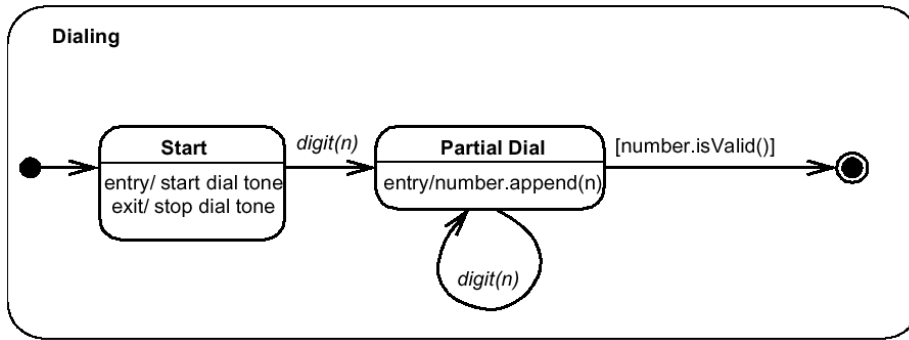 Dialing
Start
entry/ start dial tone
exit/ stop dial tone
digit(n)
Partial Dial
entry/number.append(n)
[number.isValid()]
digit(n)